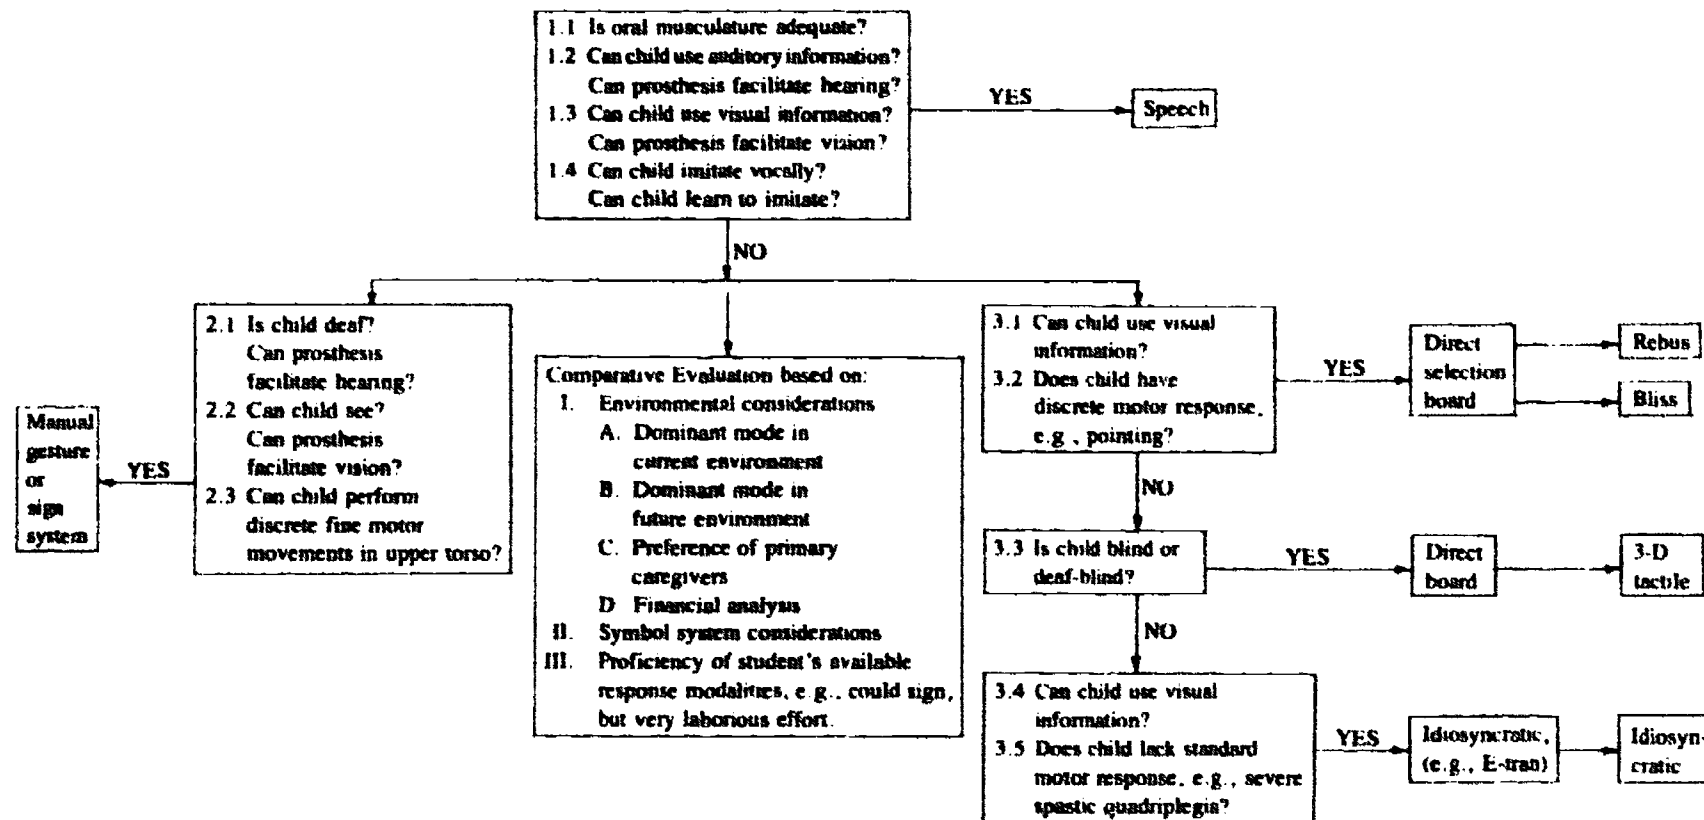 1.1 Is oral musculature adequate?
1.2 Can child use auditory information?
Can prosthesis facilitate hearing?
1.3 Can child use visual information?
Can prosthesis facilitate vision?
1.4 Can child imitate vocally?
Can child learn to imitate?
YES
Speech
NO
2.1 Is child deaf?
Can prosthesis
facilitate hearing?
2.2 Can child see?
Can prosthesis
facilitate vision?
2.3 Can child perform
discrete fine motor
movements in upper torso?
YES
Manual
gesture
or
sign
system
Comparative Evaluation based on:
I. Environmental considerations
A. Dominant mode in
current environment
B. Dominant mode in
future environment
C. Preference of primary
caregivers
D Financial analysis
II. Symbol system considerations
III. Proficiency of student's available
response modalities, e.g., could sign,
but very laborious effort.
3.1 Can child use visual
information?
3.2 Does child have
discrete motor response,
e.g., pointing?
YES
Direct
selection
board
Rebus
Bliss
NO
3.3 Is child blind or
deaf-blind?
YES
Direct
board
3-D
tactile
NO
3.4 Can child use visual
information?
3.5 Does child lack standard
motor response, e.g., severe
spastic quadriplegia?
YES
Idiosyncratic,
(e.g., E-tran)
Idiosyn-
cratic